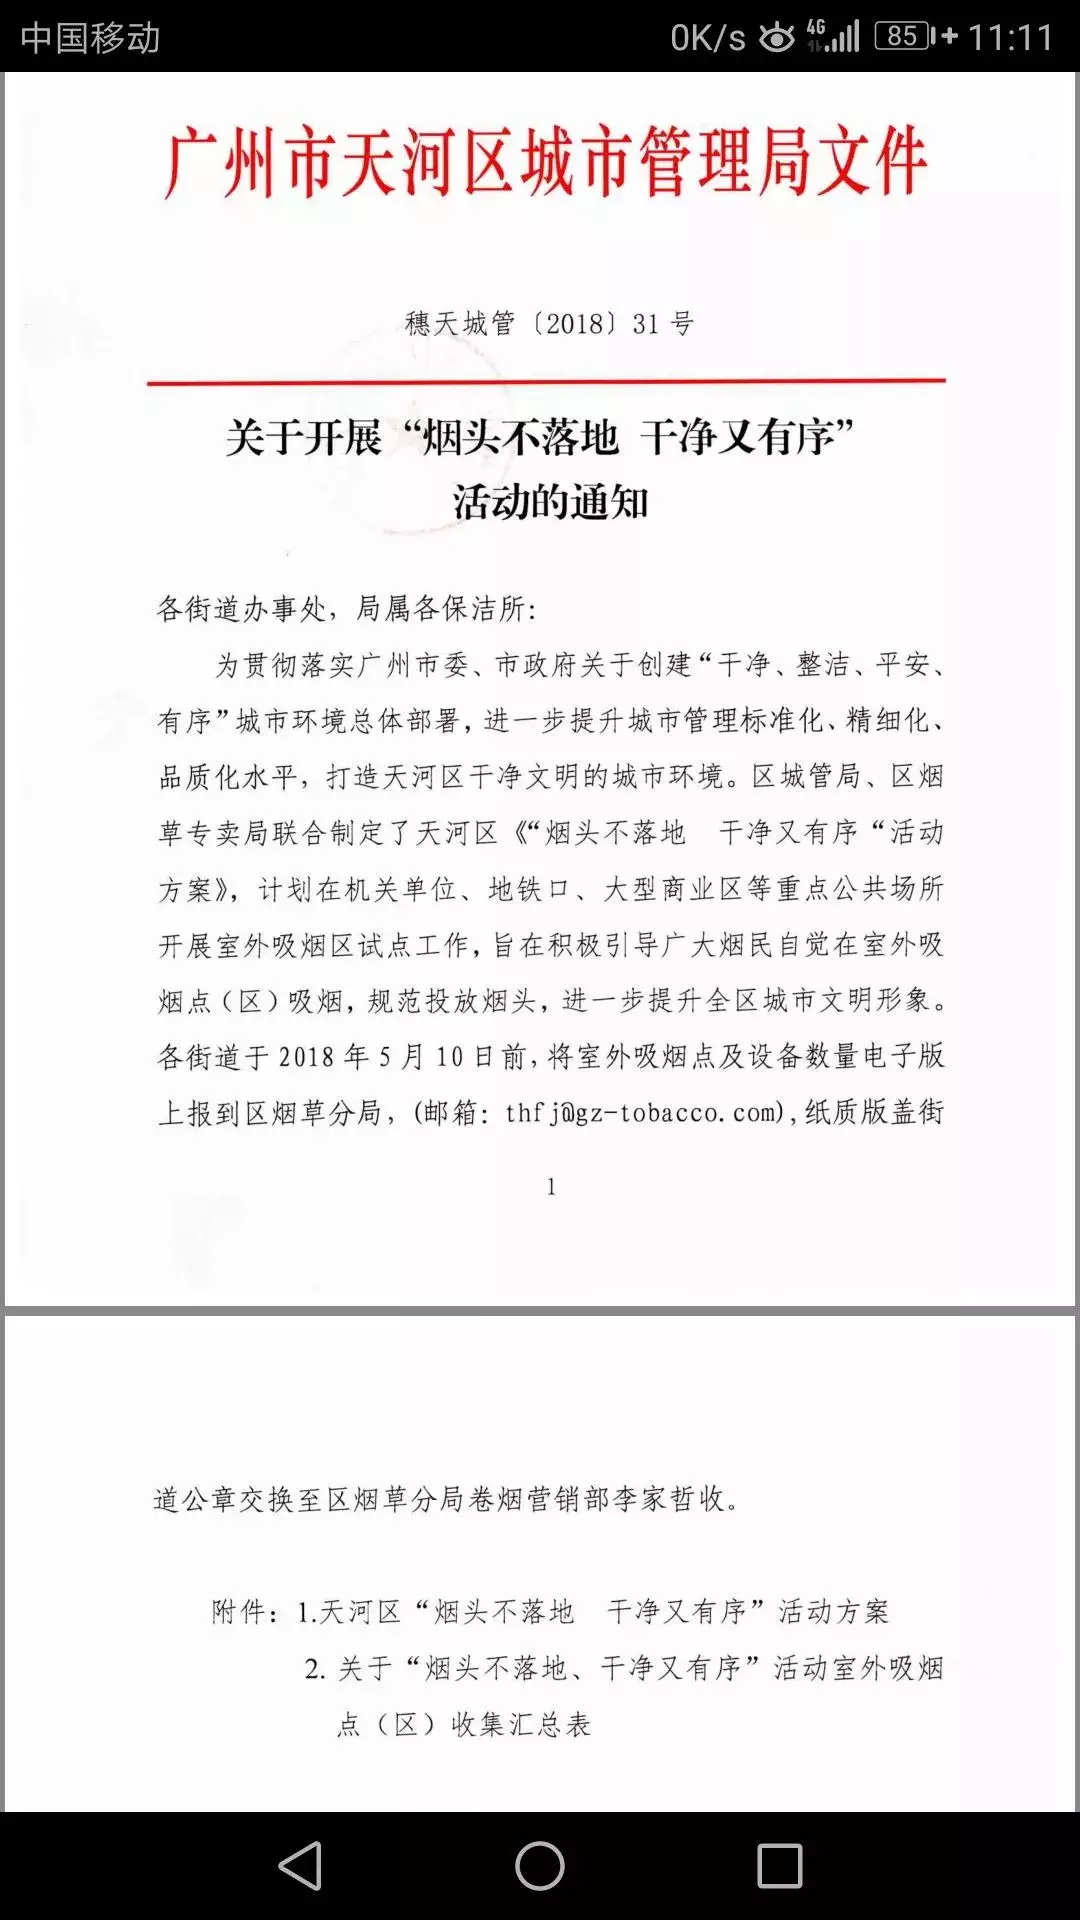 中国移动
0K/s 4G 85 11:11
广州市天河区城市管理局文件
穗天城管〔2018〕31号
关于开展“烟头不落地 干净又有序”
活动的通知
各街道办事处，局属各保洁所：
为贯彻落实广州市委、市政府关于创建“干净、整洁、平安、
有序”城市环境总体部署，进一步提升城市管理标准化、精细化、
品质化水平，打造天河区干净文明的城市环境。区城管局、区烟
草专卖局联合制定了天河区《“烟头不落地　干净又有序“活动
方案》，计划在机关单位、地铁口、大型商业区等重点公共场所
开展室外吸烟区试点工作，旨在积极引导广大烟民自觉在室外吸
烟点（区）吸烟，规范投放烟头，进一步提升全区城市文明形象。
各街道于2018年5月10日前，将室外吸烟点及设备数量电子版
上报到区烟草分局，(邮箱：thfj@gz-tobacco.com),纸质版盖街
1
道公章交换至区烟草分局卷烟营销部李家哲收。
附件：1.天河区“烟头不落地　干净又有序”活动方案
2. 关于“烟头不落地、干净又有序”活动室外吸烟
点（区）收集汇总表